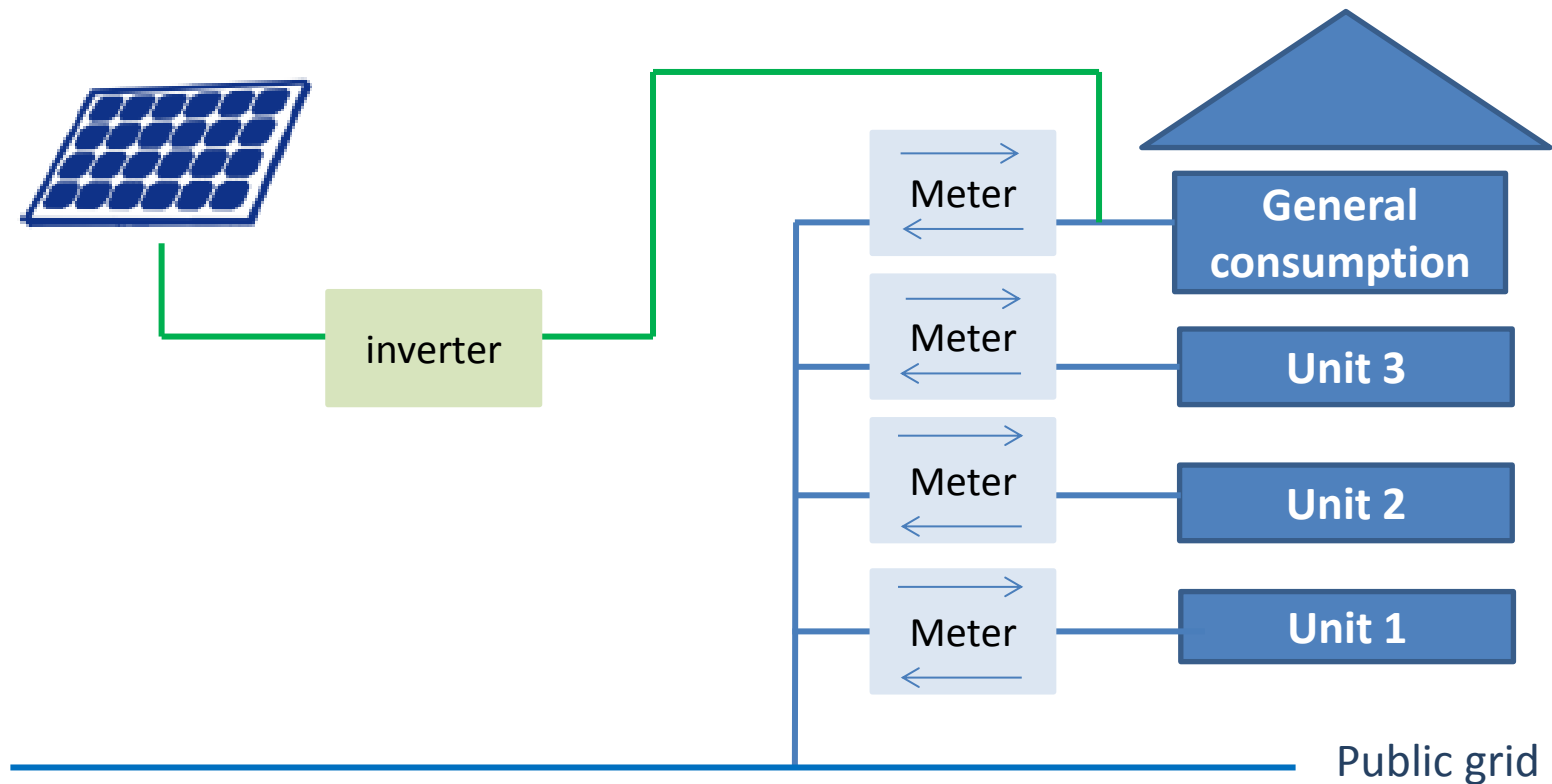 Meter
General
consumption
inverter
Meter
Unit 3
Meter
Unit 2
Meter
Unit 1
Public grid